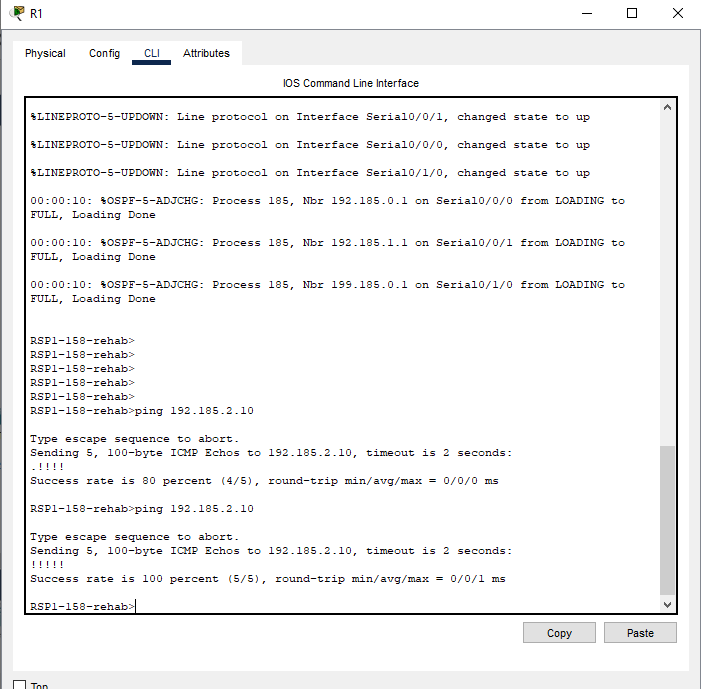 R1
Physical Config CLI Attributes
IOS Command Line Interface
%LINEPROTO-5-UPDOWN: Line protocol on Interface Serial0/0/1, changed state to up
%LINEPROTO-5-UPDOWN: Line protocol on Interface Serial0/0/0, changed state to up
%LINEPROTO-5-UPDOWN: Line protocol on Interface Serial0/1/0, changed state to up
00:00:10: %OSPF-5-ADJCHG: Process 185, Nbr 192.185.0.1 on Serial0/0/0 from LOADING to
FULL, Loading Done
00:00:10: %OSPF-5-ADJCHG: Process 185, Nbr 192.185.1.1 on Serial0/0/1 from LOADING to
FULL, Loading Done
00:00:10: %OSPF-5-ADJCHG: Process 185, Nbr 199.185.0.1 on Serial0/1/0 from LOADING to
FULL, Loading Done
RSP1-158-rehab>
RSP1-158-rehab>
RSP1-158-rehab>
RSP1-158-rehab>
RSP1-158-rehab>
RSP1-158-rehab>ping 192.185.2.10
Type escape sequence to abort.
Sending 5, 100-byte ICMP Echos to 192.185.2.10, timeout is 2 seconds:
.!!!!
Success rate is 80 percent (4/5), round-trip min/avg/max = 0/0/0 ms
RSP1-158-rehab>ping 192.185.2.10
Type escape sequence to abort.
Sending 5, 100-byte ICMP Echos to 192.185.2.10, timeout is 2 seconds:
!!!!!
Success rate is 100 percent (5/5), round-trip min/avg/max = 0/0/1 ms
RSP1-158-rehab>
Copy Paste
Top